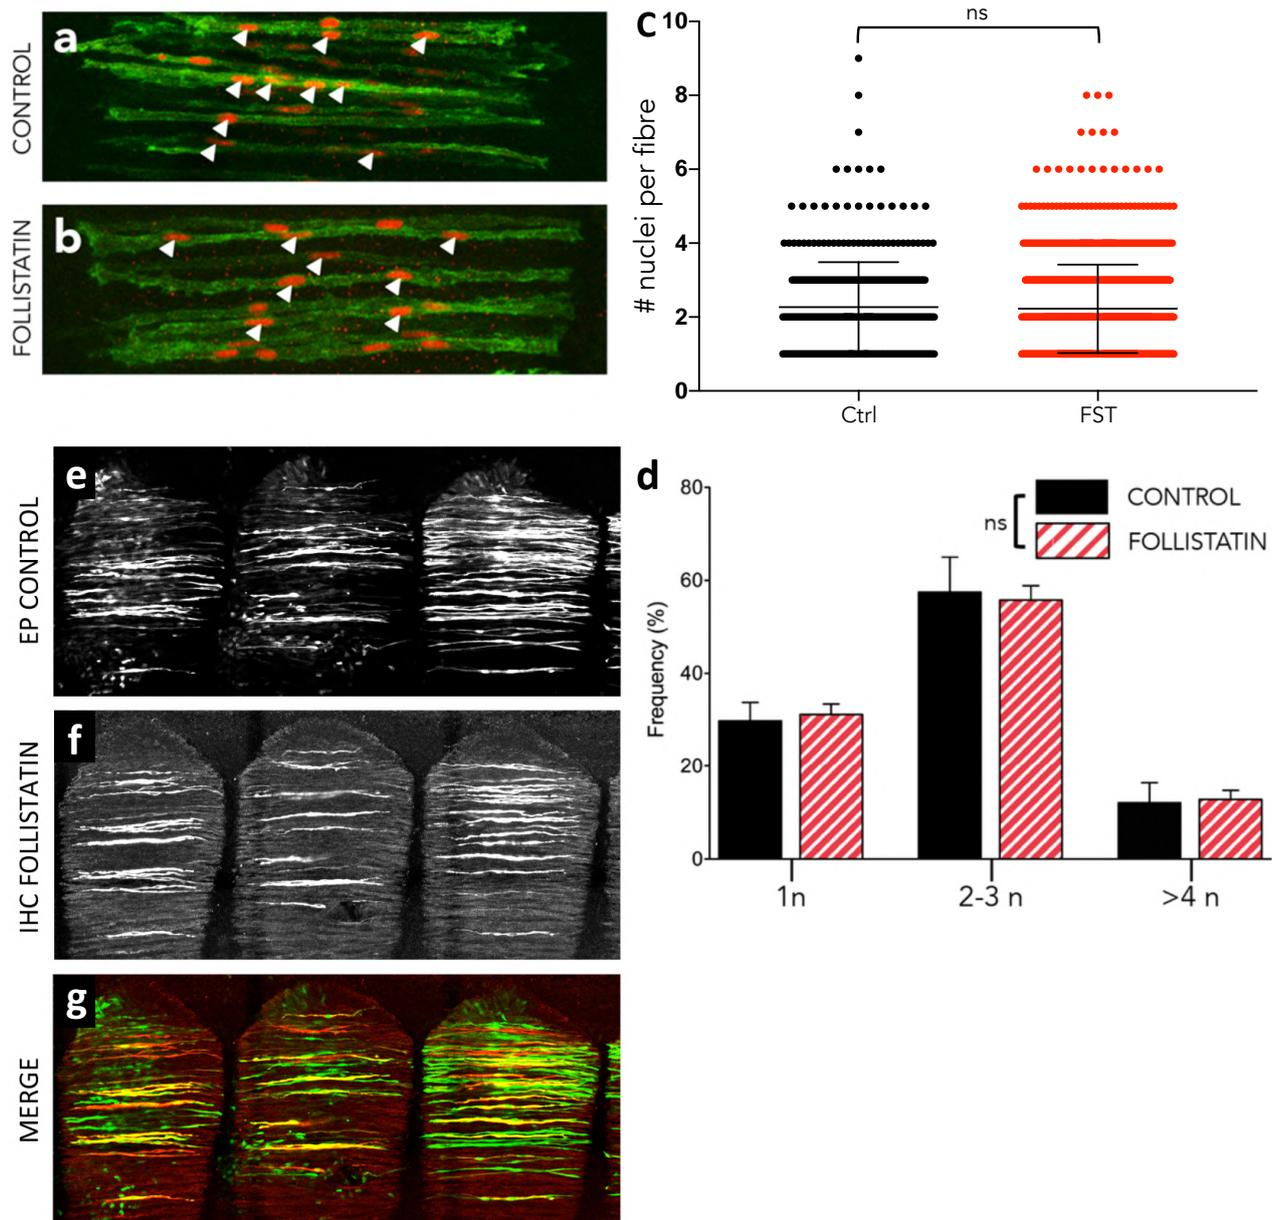 a
CONTROL
b
FOLLISTATIN
c
# nuclei per fibre
10
8
6
4
2
0
ns
Ctrl
FST
e
EP CONTROL
f
IHC FOLLISTATIN
g
MERGE
d
Frequency (%)
80
60
40
20
0
ns
CONTROL
FOLLISTATIN
1n
2-3 n
>4 n